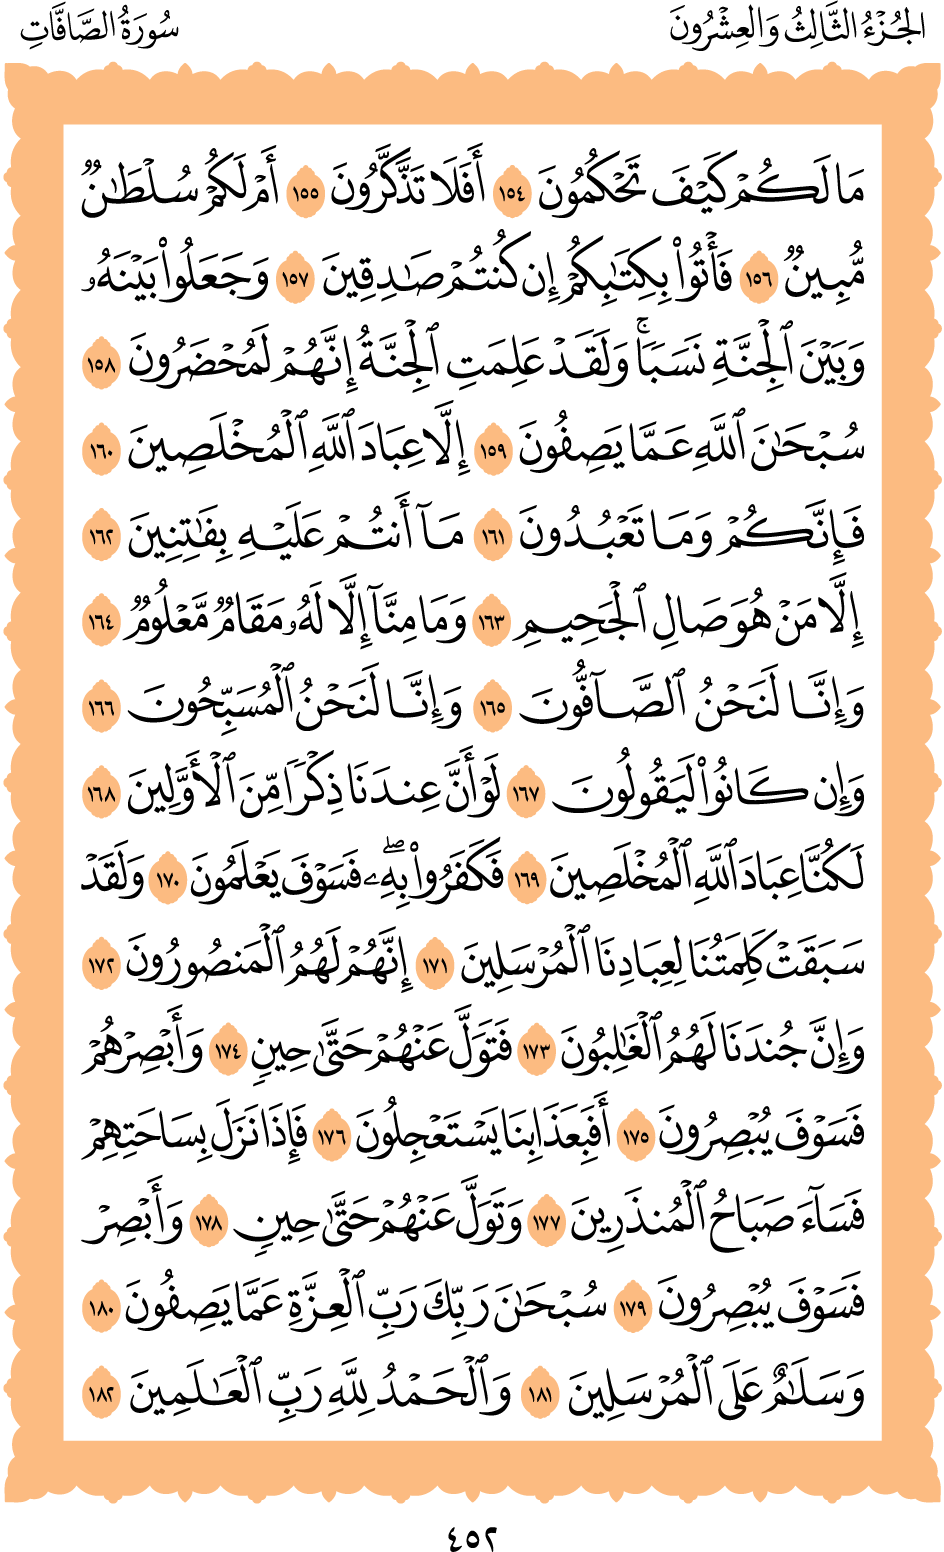 الجُزْءُ الثَّالِثُ وَالعِشْرُونَ
سُورَةُ الصَّافَّاتِ
مَا لَكُمْ كَيْفَ تَحْكُمُونَ ١٥٤ أَفَلَا تَذَكَّرُونَ ١٥٥ أَمْ لَكُمْ سُلْطَٰنٌ
مُّبِينٌ ١٥٦ فَأْتُوا۟ بِكِتَٰبِكُمْ إِن كُنتُمْ صَٰدِقِينَ ١٥٧ وَجَعَلُوا۟ بَيْنَهُۥ
وَبَيْنَ ٱلْجِنَّةِ نَسَبًا ۚ وَلَقَدْ عَلِمَتِ ٱلْجِنَّةُ إِنَّهُمْ لَمُحْضَرُونَ ١٥٨
سُبْحَٰنَ ٱللَّهِ عَمَّا يَصِفُونَ ١٥٩ إِلَّا عِبَادَ ٱللَّهِ ٱلْمُخْلَصِينَ ١٦٠
فَإِنَّكُمْ وَمَا تَعْبُدُونَ ١٦١ مَآ أَنتُمْ عَلَيْهِ بِفَٰتِنِينَ ١٦٢
إِلَّا مَنْ هُوَ صَالِ ٱلْجَحِيمِ ١٦٣ وَمَا مِنَّآ إِلَّا لَهُۥ مَقَامٌ مَّعْلُومٌ ١٦٤
وَإِنَّا لَنَحْنُ ٱلصَّآفُّونَ ١٦٥ وَإِنَّا لَنَحْنُ ٱلْمُسَبِّحُونَ ١٦٦
وَإِن كَانُوا۟ لَيَقُولُونَ ١٦٧ لَوْ أَنَّ عِندَنَا ذِكْرًا مِّنَ ٱلْأَوَّلِينَ ١٦٨
لَكُنَّا عِبَادَ ٱللَّهِ ٱلْمُخْلَصِينَ ١٦٩ فَكَفَرُوا۟ بِهِۦ ۖ فَسَوْفَ يَعْلَمُونَ ١٧٠ وَلَقَدْ
سَبَقَتْ كَلِمَتُنَا لِعِبَادِنَا ٱلْمُرْسَلِينَ ١٧١ إِنَّهُمْ لَهُمُ ٱلْمَنصُورُونَ ١٧٢
وَإِنَّ جُندَنَا لَهُمُ ٱلْغَٰلِبُونَ ١٧٣ فَتَوَلَّ عَنْهُمْ حَتَّىٰ حِينٍ ١٧٤ وَأَبْصِرْهُمْ
فَسَوْفَ يُبْصِرُونَ ١٧٥ أَفَبِعَذَابِنَا يَسْتَعْجِلُونَ ١٧٦ فَإِذَا نَزَلَ بِسَاحَتِهِمْ
فَسَآءَ صَبَاحُ ٱلْمُنذَرِينَ ١٧٧ وَتَوَلَّ عَنْهُمْ حَتَّىٰ حِينٍ ١٧٨ وَأَبْصِرْ
فَسَوْفَ يُبْصِرُونَ ١٧٩ سُبْحَٰنَ رَبِّكَ رَبِّ ٱلْعِزَّةِ عَمَّا يَصِفُونَ ١٨٠
وَسَلَٰمٌ عَلَى ٱلْمُرْسَلِينَ ١٨١ وَٱلْحَمْدُ لِلَّهِ رَبِّ ٱلْعَٰلَمِينَ ١٨٢
٤٥٢